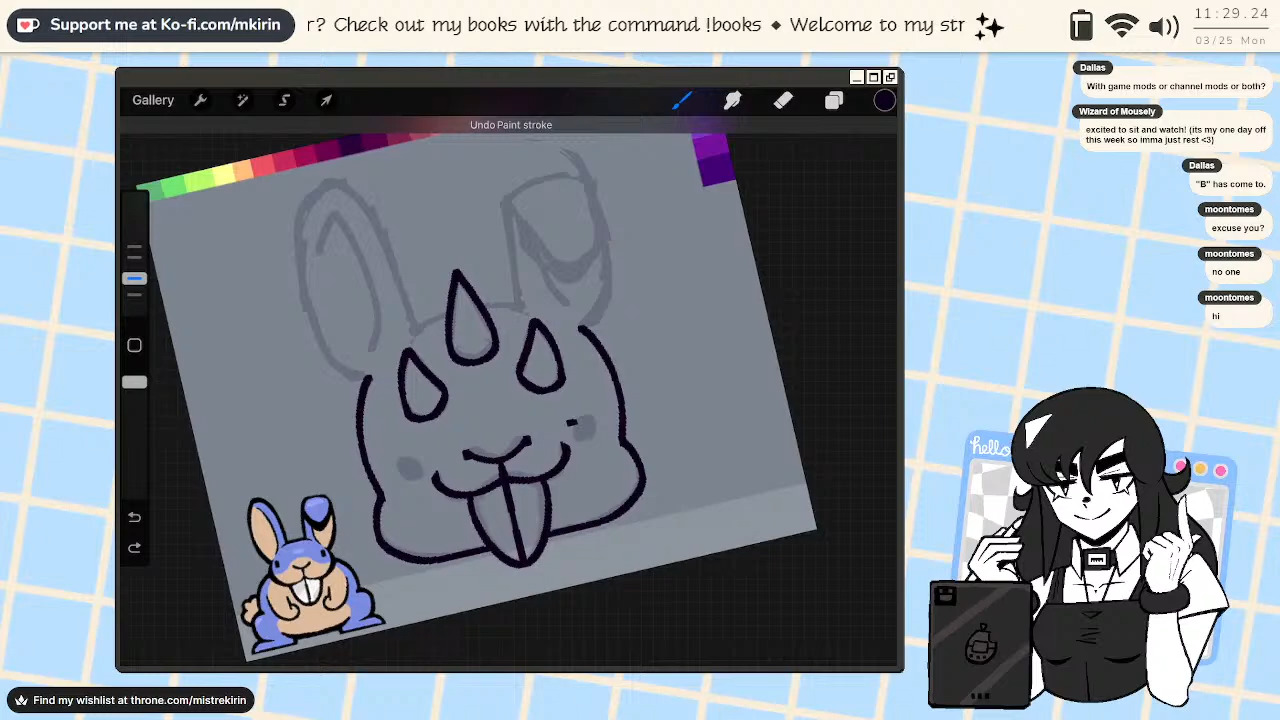 Support me at Ko-fi.com/mkirin
r? Check out my books with the command !books ◆ Welcome to my str
11:29.24
03/25 Mon
Gallery
Undo Paint stroke
Dallas
With game mods or channel mods or both?
Wizard of Mousely
excited to sit and watch! (its my one day off
this week so imma just rest <3)
Dallas
"B" has come to.
moontomes
excuse you?
moontomes
no one
moontomes
hi
hello
Find my wishlist at throne.com/mistrekirin